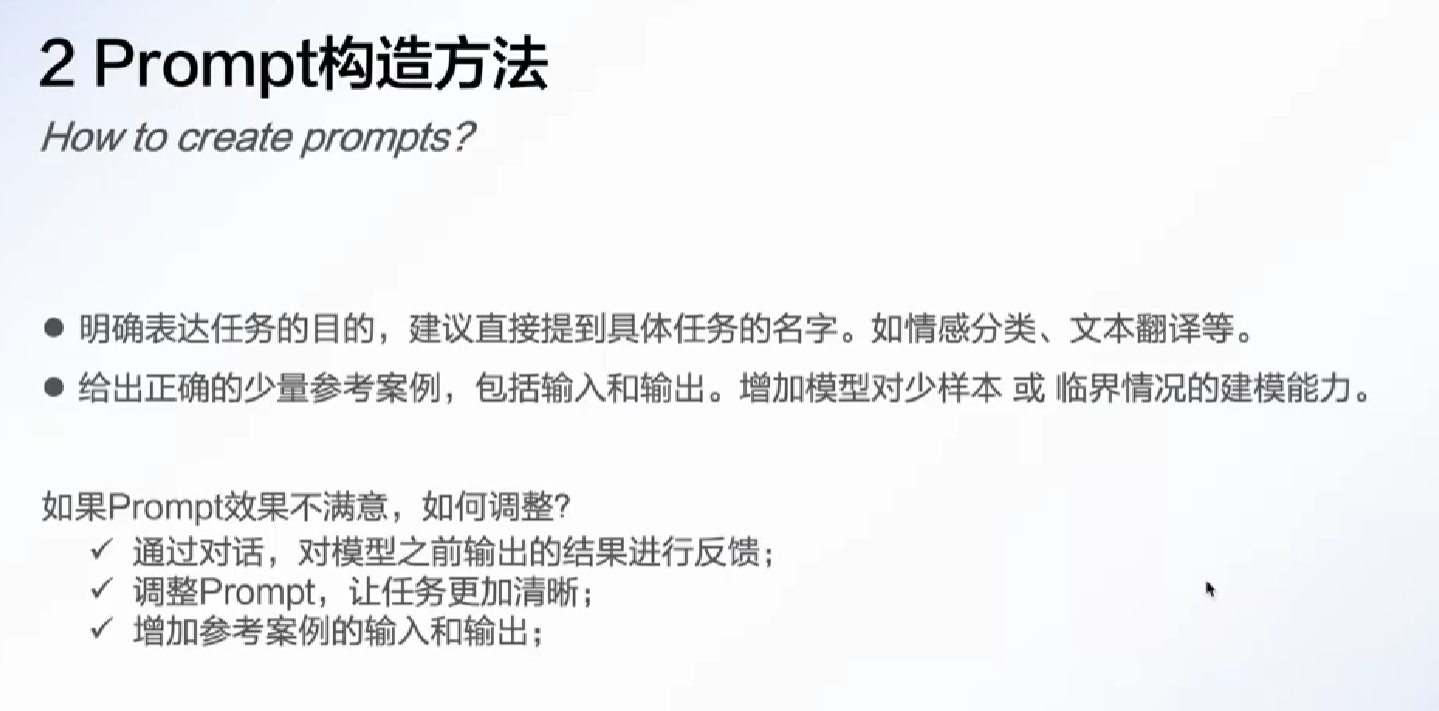 2 Prompt构造方法
How to create prompts?
● 明确表达任务的目的，建议直接提到具体任务的名字。如情感分类、文本翻译等。
● 给出正确的少量参考案例，包括输入和输出。增加模型对少样本 或 临界情况的建模能力。
如果Prompt效果不满意，如何调整？
✓ 通过对话，对模型之前输出的结果进行反馈；
✓ 调整Prompt，让任务更加清晰；
✓ 增加参考案例的输入和输出；